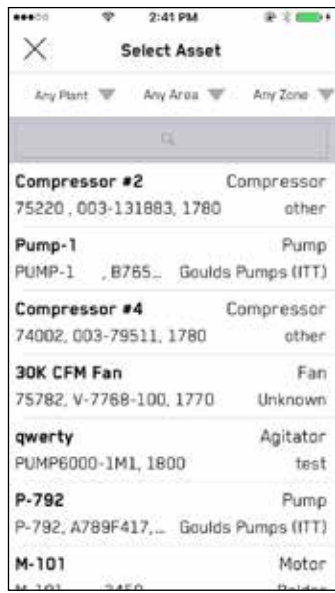 2:41 PM
Select Asset
Any Plant Any Area Any Zone
Compressor #2 Compressor
75220 , 003-131883, 1780 other
Pump-1 Pump
PUMP-1 , B765... Goulds Pumps (ITT)
Compressor #4 Compressor
74002, 003-79511, 1780 other
30K CFM Fan Fan
75782, V-7768-100, 1770 Unknown
qwerty Agitator
PUMP6000-1M1, 1800 test
P-792 Pump
P-792, A789F417,... Goulds Pumps (ITT)
M-101 Motor
M-101 3450